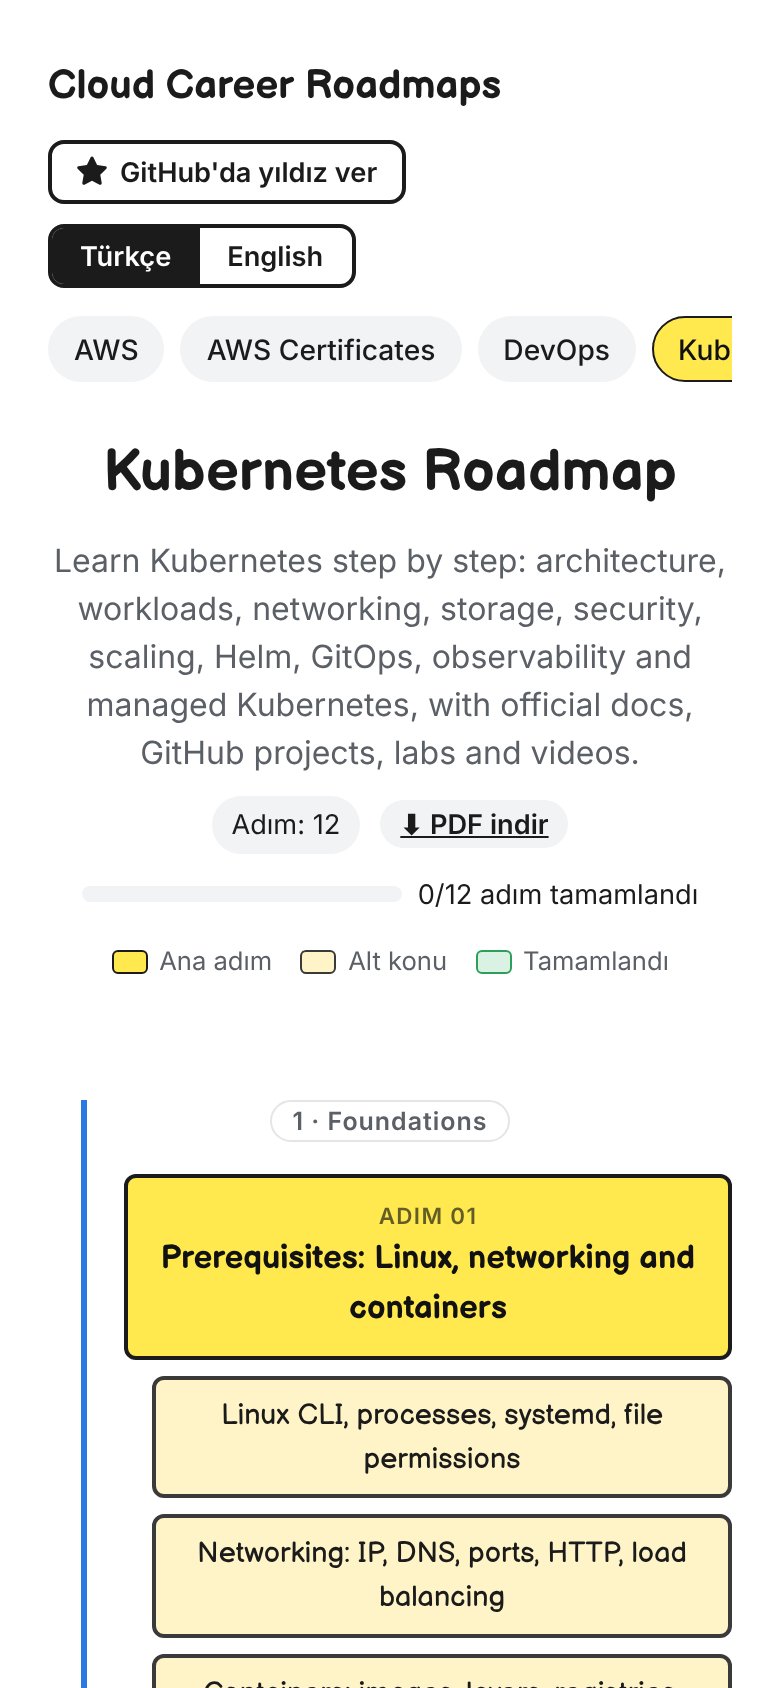 Cloud Career Roadmaps
GitHub'da yıldız ver
Türkçe English
AWS AWS Certificates DevOps Kub
Kubernetes Roadmap
Learn Kubernetes step by step: architecture,
workloads, networking, storage, security,
scaling, Helm, GitOps, observability and
managed Kubernetes, with official docs,
GitHub projects, labs and videos.
Adım: 12 ⬇ PDF indir
0/12 adım tamamlandı
Ana adım Alt konu Tamamlandı
1 · Foundations
ADIM 01
Prerequisites: Linux, networking and
containers
Linux CLI, processes, systemd, file
permissions
Networking: IP, DNS, ports, HTTP, load
balancing
Containers: images, layers, registries